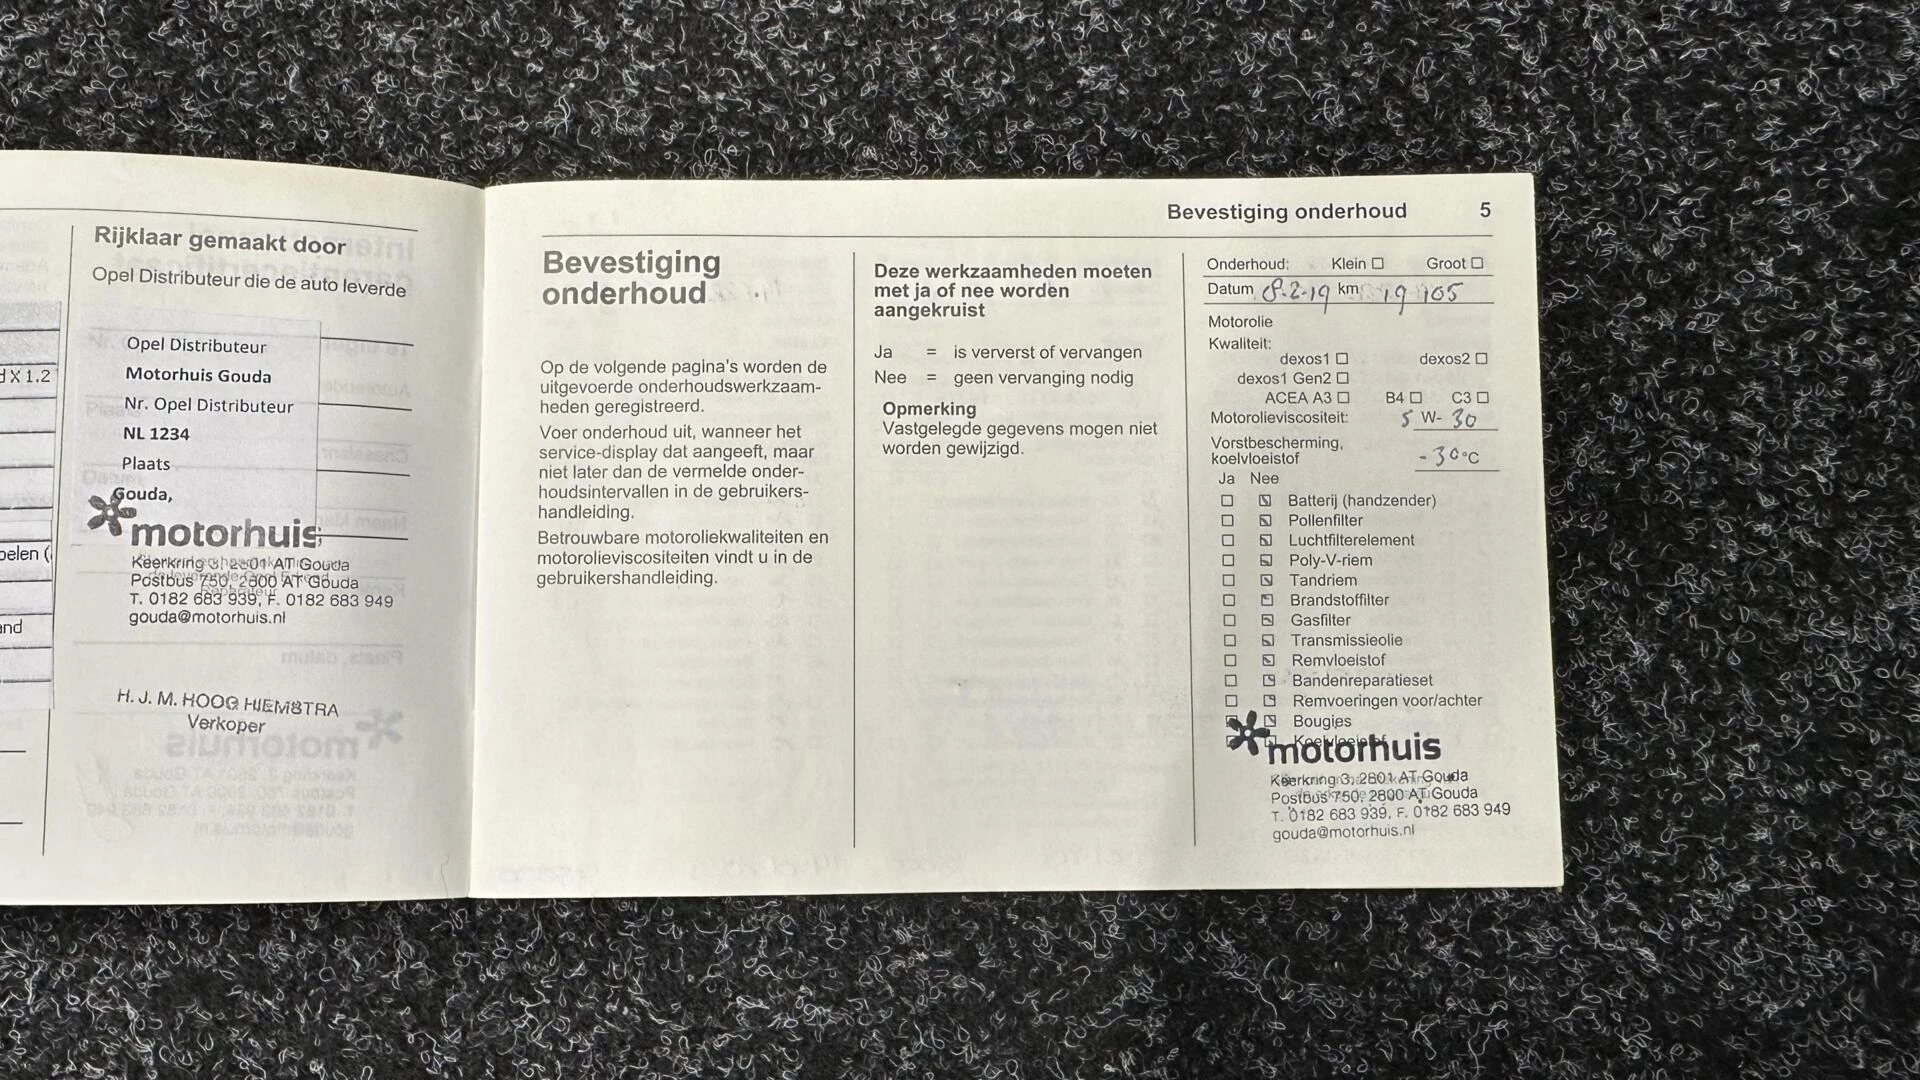 d X 1.2
pelen (
and
Rijklaar gemaakt door
Opel Distributeur die de auto leverde
Opel Distributeur
Motorhuis Gouda
Nr. Opel Distributeur
NL 1234
Plaats
Gouda,
motorhuis
Keerkring 3, 2801 AT Gouda
Postbus 750, 2800 AT Gouda
T. 0182 683 939, F. 0182 683 949
gouda@motorhuis.nl
H. J. M. HOOG HIEMSTRA
Verkoper
Bevestiging onderhoud 5
Bevestiging
onderhoud
Op de volgende pagina's worden de
uitgevoerde onderhoudswerkzaam-
heden geregistreerd.
Voer onderhoud uit, wanneer het
service-display dat aangeeft, maar
niet later dan de vermelde onder-
houdsintervallen in de gebruikers-
handleiding.
Betrouwbare motoroliekwaliteiten en
motorolieviscositeiten vindt u in de
gebruikershandleiding.
Deze werkzaamheden moeten
met ja of nee worden
aangekruist
Ja = is ververst of vervangen
Nee = geen vervanging nodig
Opmerking
Vastgelegde gegevens mogen niet
worden gewijzigd.
Onderhoud: Klein Groot
Datum 8-2-19 km 19 105
Motorolie
Kwaliteit:
dexos1 dexos2
dexos1 Gen2
ACEA A3 B4 C3
Motorolieviscositeit: 5 W- 30
Vorstbescherming,
koelvloeistof -30 °C
Ja Nee
Batterij (handzender)
Pollenfilter
Luchtfilterelement
Poly-V-riem
Tandriem
Brandstoffilter
Gasfilter
Transmissieolie
Remvloeistof
Bandenreparatieset
Remvoeringen voor/achter
Bougies
Koelvloeistof
motorhuis
Keerkring 3, 2801 AT Gouda
Postbus 750, 2800 AT Gouda
T. 0182 683 939, F. 0182 683 949
gouda@motorhuis.nl